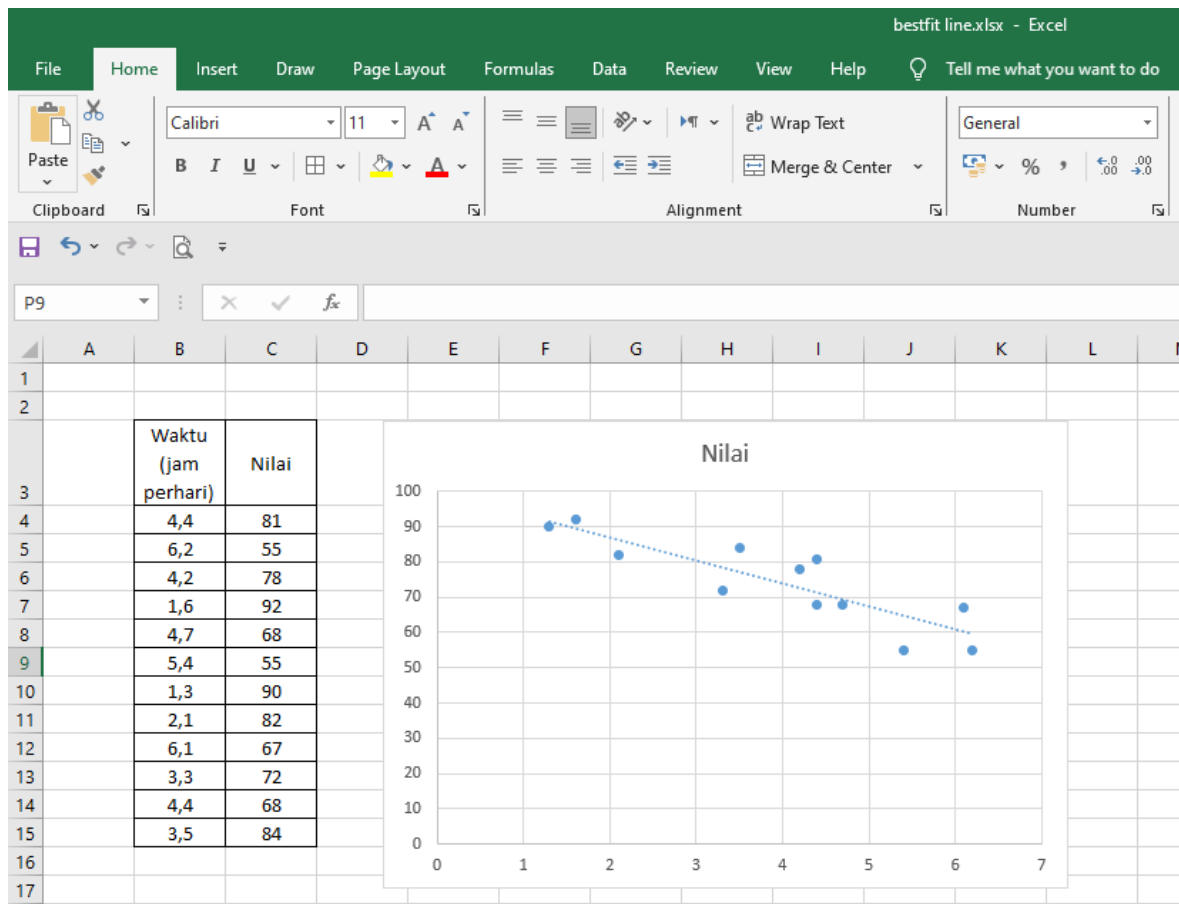 bestfit line.xlsx - Excel
File Home Insert Draw Page Layout Formulas Data Review View Help Tell me what you want to do
Calibri 11 A A ab Wrap Text General
Paste B I U A Merge & Center % , ←.0 .00 .00 →.0
Clipboard Font Alignment Number
P9 fx
A B C D E F G H I J K L
1
2
3 Waktu (jam perhari) Nilai
4 4,4 81
5 6,2 55
6 4,2 78
7 1,6 92
8 4,7 68
9 5,4 55
10 1,3 90
11 2,1 82
12 6,1 67
13 3,3 72
14 4,4 68
15 3,5 84
16
17
Nilai
100
90
80
70
60
50
40
30
20
10
0
0 1 2 3 4 5 6 7